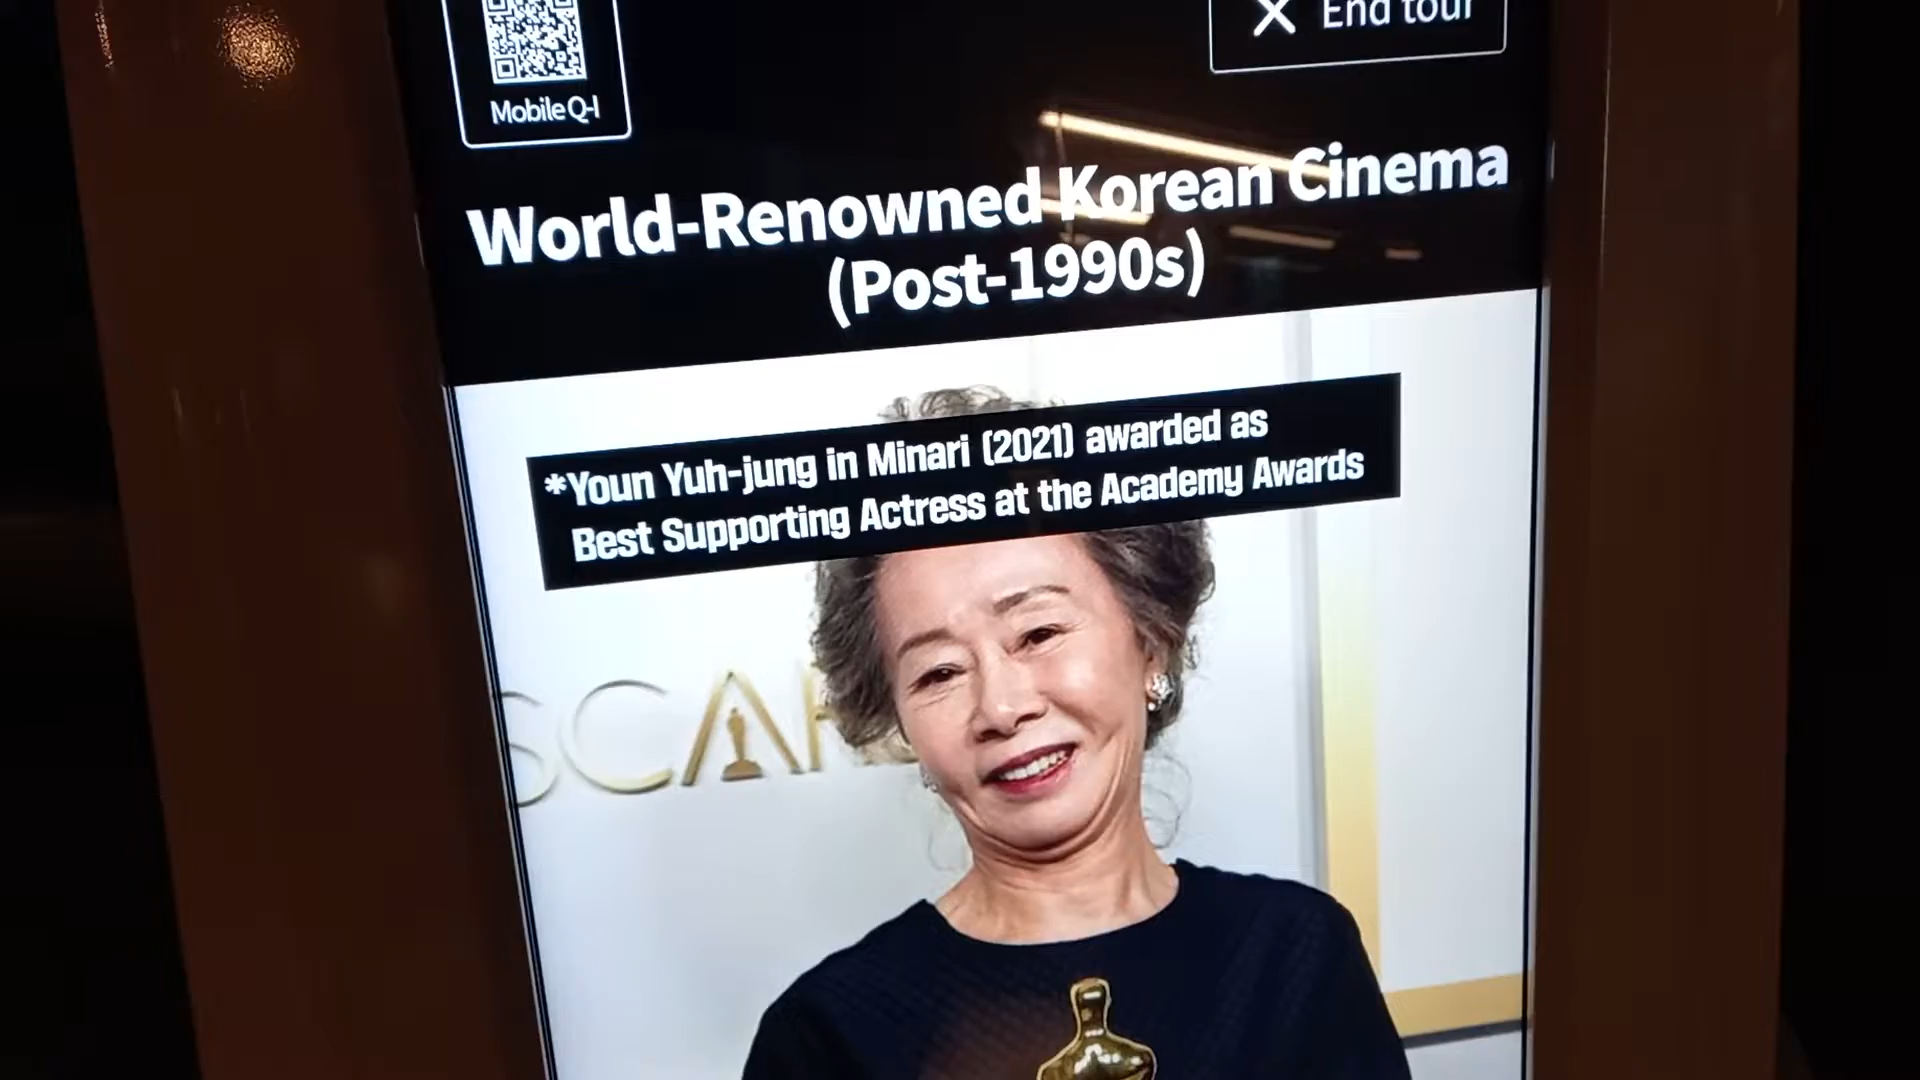 Mobile Q-I
End tour
World-Renowned Korean Cinema
(Post-1990s)
*Youn Yuh-jung in Minari (2021) awarded as
Best Supporting Actress at the Academy Awards
SCAR